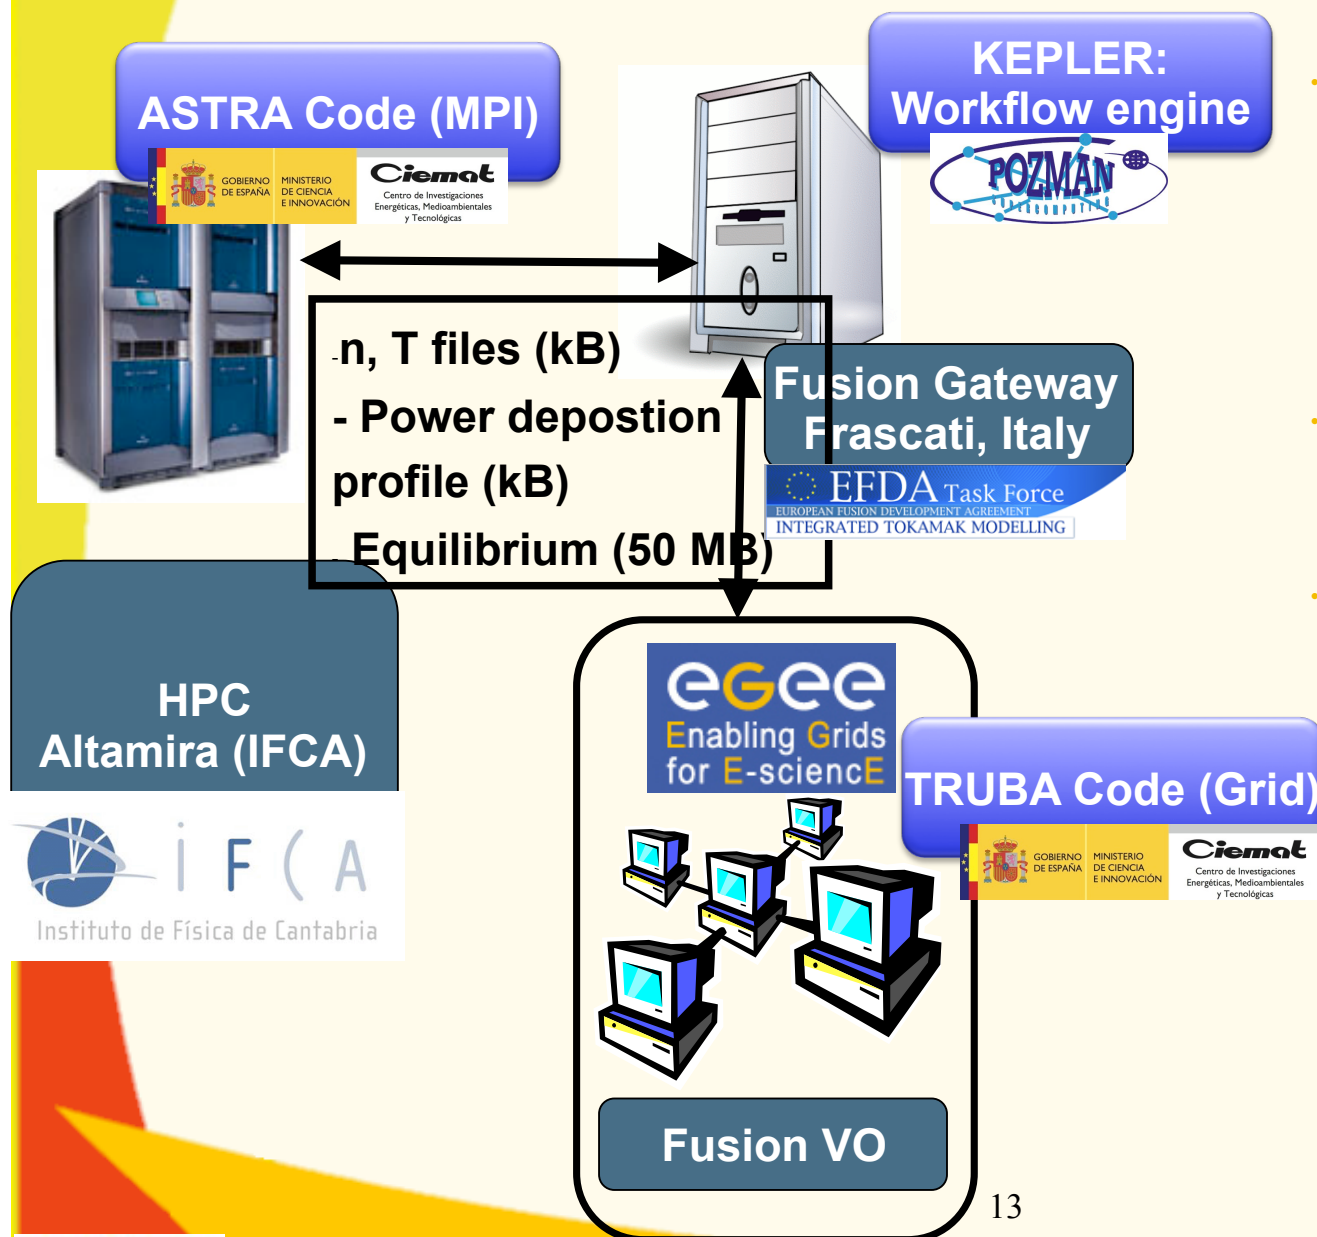 KEPLER:
Workflow engine
POZMAN
SUPERCOMPUTING
ASTRA Code (MPI)
GOBIERNO
DE ESPAÑA
MINISTERIO
DE CIENCIA
E INNOVACIÓN
Ciemat
Centro de Investigaciones
Energéticas, Medioambientales
y Tecnológicas
-n, T files (kB)
- Power depostion
profile (kB)
- Equilibrium (50 MB)
Fusion Gateway
Frascati, Italy
EFDA Task Force
EUROPEAN FUSION DEVELOPMENT AGREEMENT
INTEGRATED TOKAMAK MODELLING
HPC
Altamira (IFCA)
iFCA
Instituto de Física de Cantabria
eGee
Enabling Grids
for E-sciencE
TRUBA Code (Grid)
GOBIERNO
DE ESPAÑA
MINISTERIO
DE CIENCIA
E INNOVACIÓN
Ciemat
Centro de Investigaciones
Energéticas, Medioambientales
y Tecnológicas
Fusion VO
13